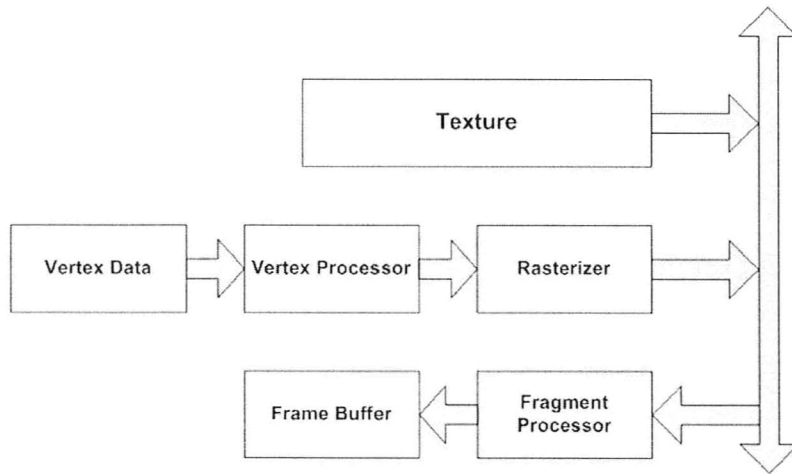 Texture
Vertex Data
Vertex Processor
Rasterizer
Frame Buffer
Fragment
Processor